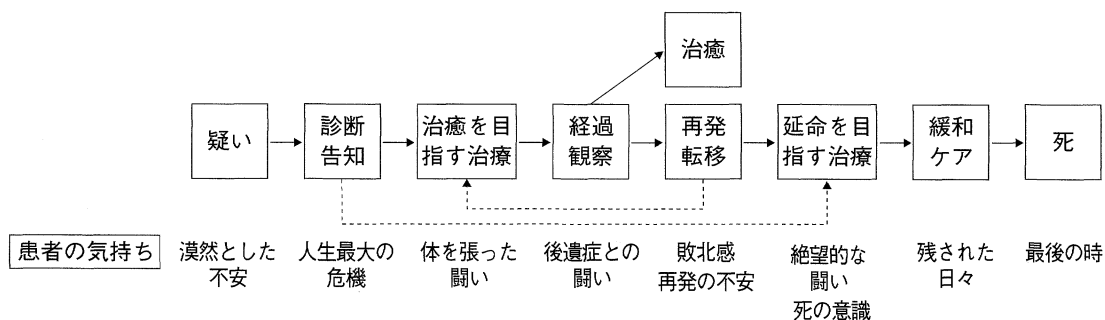 治癒
疑い
診断
告知
治癒を目
指す治療
経過
観察
再発
転移
延命を目
指す治療
緩和
ケア
死
患者の気持ち
漠然とした
不安
人生最大の
危機
体を張った
闘い
後遺症との
闘い
敗北感
再発の不安
絶望的な
闘い
死の意識
残された
日々
最後の時